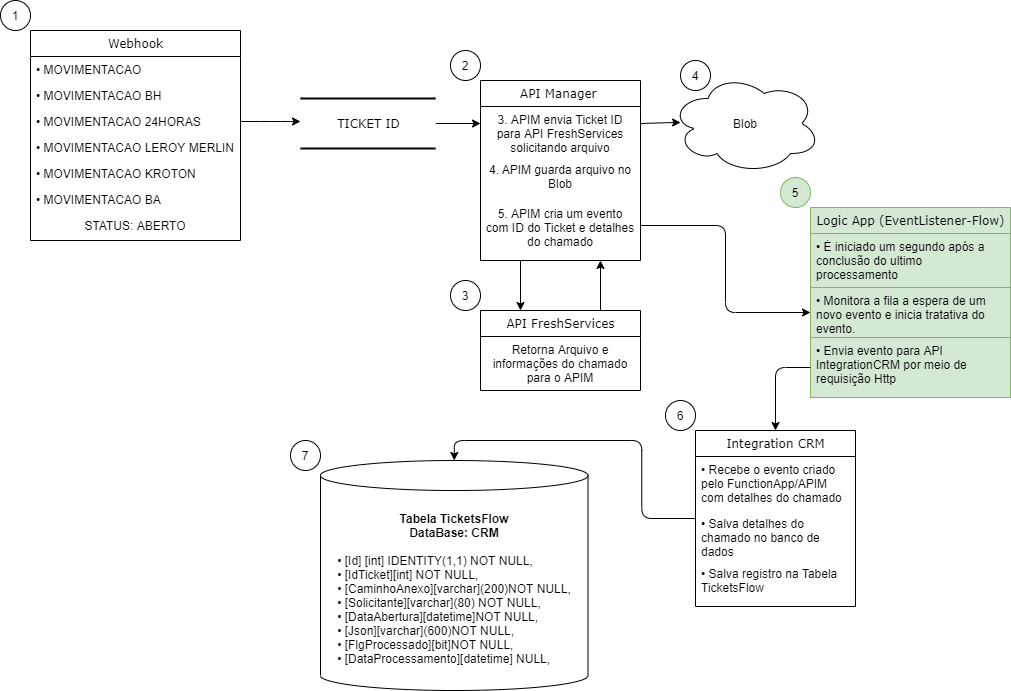 1
Webhook
• MOVIMENTACAO
• MOVIMENTACAO BH
• MOVIMENTACAO 24HORAS
• MOVIMENTACAO LEROY MERLIN
• MOVIMENTACAO KROTON
• MOVIMENTACAO BA
STATUS: ABERTO
TICKET ID
2
API Manager
3. APIM envia Ticket ID
para API FreshServices
solicitando arquivo
4. APIM guarda arquivo no
Blob
5. APIM cria um evento
com ID do Ticket e detalhes
do chamado
3
API FreshServices
Retorna Arquivo e
informações do chamado
para o APIM
4
Blob
5
Logic App (EventListener-Flow)
• È iniciado um segundo após a
conclusão do ultimo
processamento
• Monitora a fila a espera de um
novo evento e inicia tratativa do
evento.
• Envia evento para API
IntegrationCRM por meio de
requisição Http
6
Integration CRM
• Recebe o evento criado
pelo FunctionApp/APIM
com detalhes do chamado
• Salva detalhes do
chamado no banco de
dados
• Salva registro na Tabela
TicketsFlow
7
Tabela TicketsFlow
DataBase: CRM
• [Id] [int] IDENTITY(1,1) NOT NULL,
• [IdTicket][int] NOT NULL,
• [CaminhoAnexo][varchar](200)NOT NULL,
• [Solicitante][varchar](80) NOT NULL,
• [DataAbertura][datetime]NOT NULL,
• [Json][varchar](600)NOT NULL,
• [FlgProcessado][bit]NOT NULL,
• [DataProcessamento][datetime] NULL,